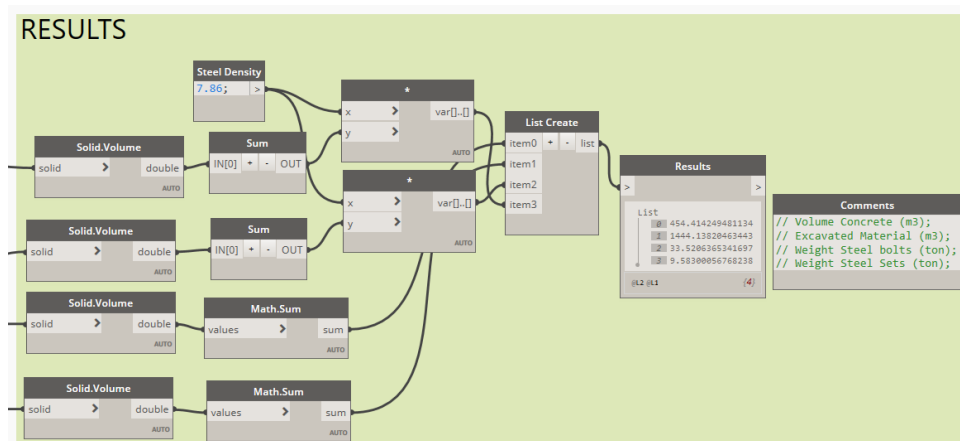 RESULTS
Steel Density
7.86; >
*
x > var[]..[]
y >
AUTO
Solid.Volume
solid > double
AUTO
Sum
IN[0] + - OUT
AUTO
*
x > var[]..[]
y >
AUTO
Solid.Volume
solid > double
AUTO
Sum
IN[0] + - OUT
AUTO
Solid.Volume
solid > double
AUTO
Math.Sum
values > sum
AUTO
Solid.Volume
solid > double
AUTO
Math.Sum
values > sum
AUTO
List Create
item0 + - list
item1
item2
item3
AUTO
Results
> >
List
0 454.414249481134
1 1444.13820463443
2 33.5206365341697
3 9.58300056768238
@L2 @L1 {4}
Comments
// Volume Concrete (m3);
// Excavated Material (m3);
// Weight Steel bolts (ton);
// Weight Steel Sets (ton);